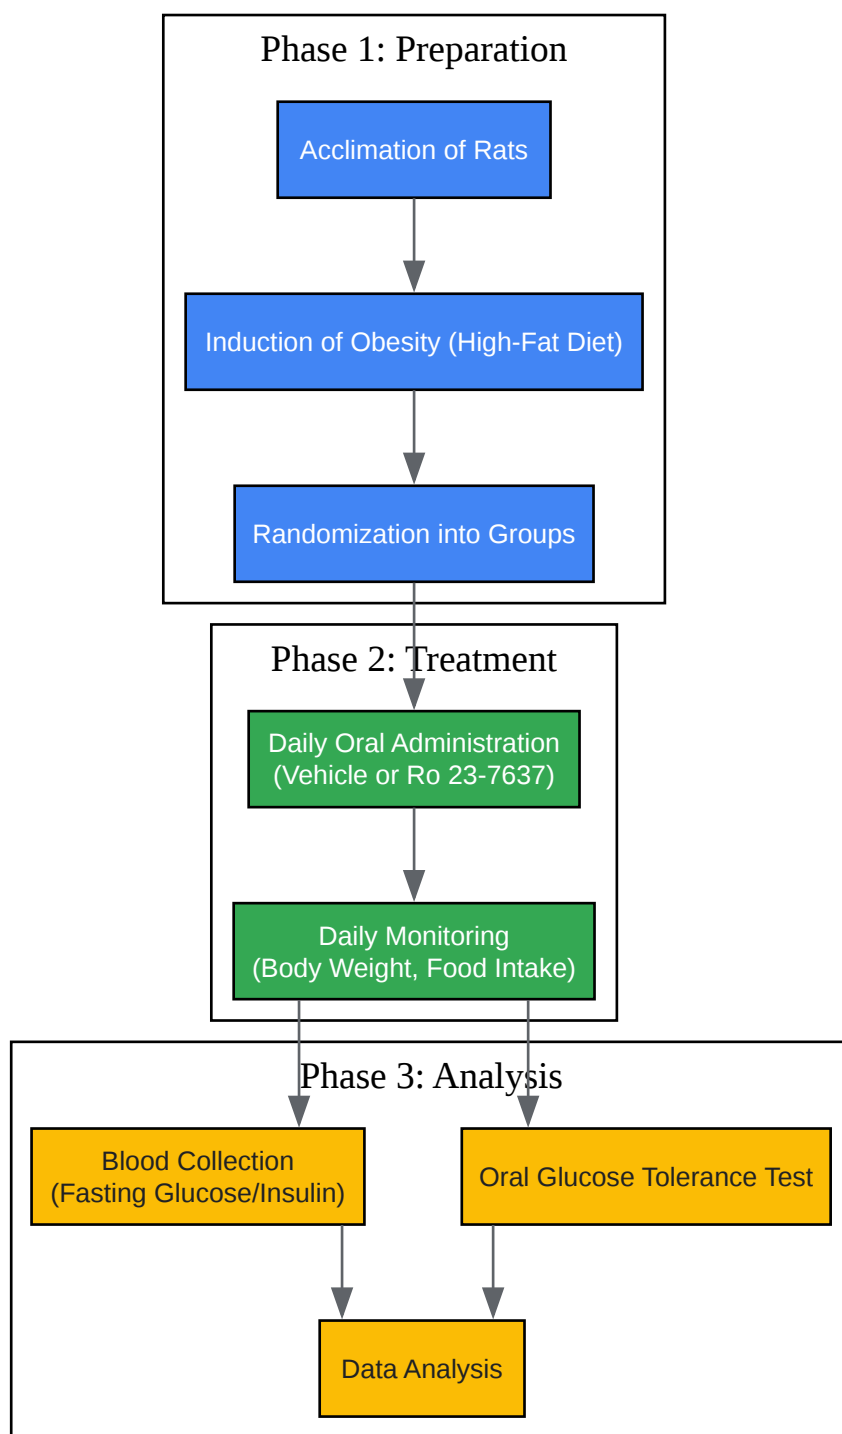 Phase 1: Preparation
Acclimation of Rats
Induction of Obesity (High-Fat Diet)
Randomization into Groups
Phase 2: Treatment
Daily Oral Administration
(Vehicle or Ro 23-7637)
Daily Monitoring
(Body Weight, Food Intake)
Phase 3: Analysis
Blood Collection
(Fasting Glucose/Insulin)
Oral Glucose Tolerance Test
Data Analysis